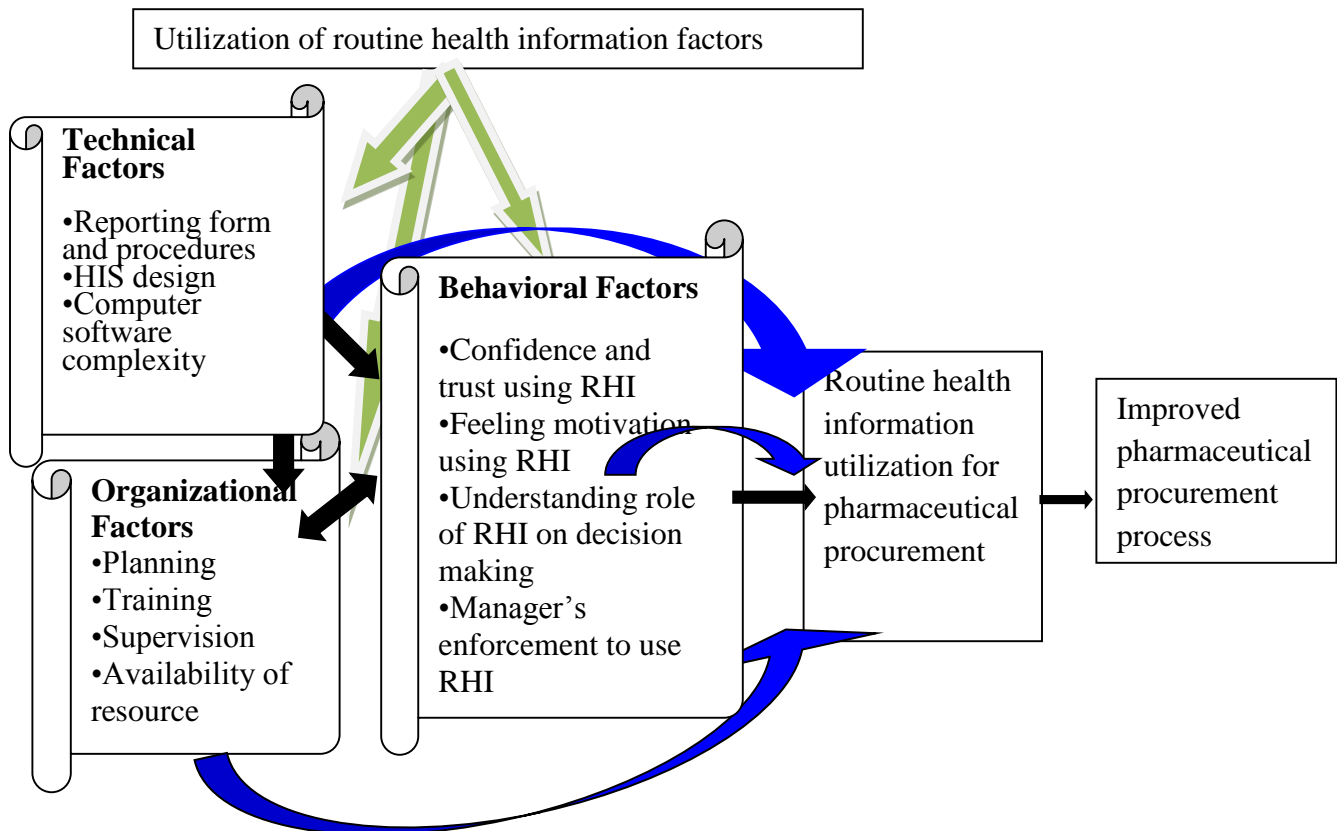 Utilization of routine health information factors
Technical
Factors
•Reporting form
and procedures
•HIS design
•Computer
software
complexity
Organizational
Factors
•Planning
•Training
•Supervision
•Availability of
resource
Behavioral Factors
•Confidence and
trust using RHI
•Feeling motivation
using RHI
•Understanding role
of RHI on decision
making
•Manager’s
enforcement to use
RHI
Routine health
information
utilization for
pharmaceutical
procurement
Improved
pharmaceutical
procurement
process